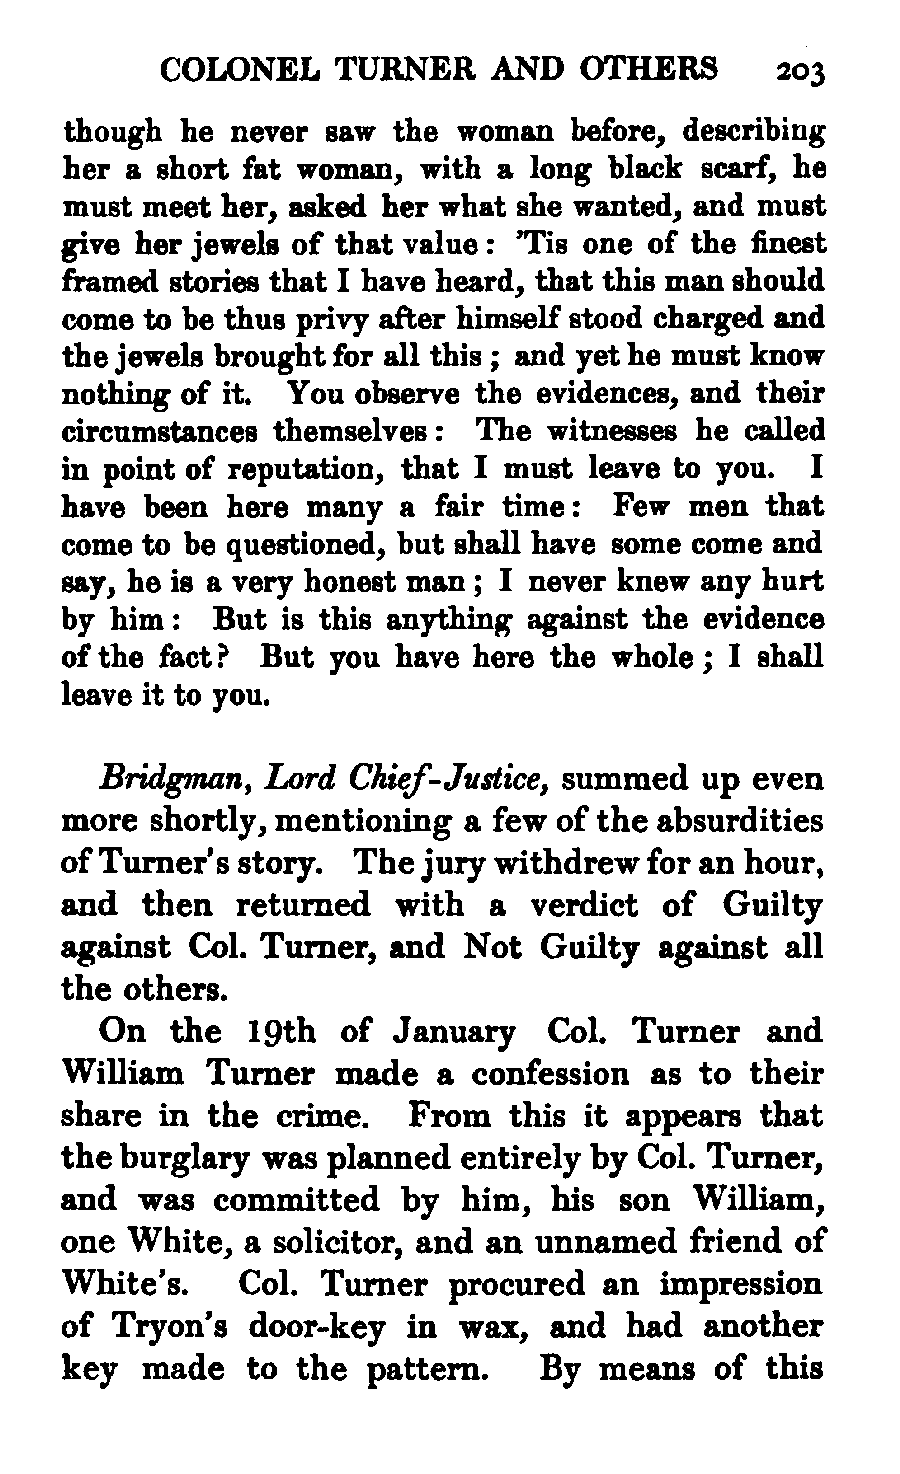 COLONEL TURNER AND OTHERS 203
though he never saw the woman before, describing
her a short fat woman, with a long black scarf, he
must meet her, asked her what she wanted, and must
give her jewels of that value : 'Tis one of the finest
framed stories that I have heard, that this man should
come to be thus privy after himself stood charged and
the jewels brought for all this ; and yet he must know
nothing of it. You observe the evidences, and their
circumstances themselves : The witnesses he called
in point of reputation, that I must leave to you. I
have been here many a fair time : Few men that
come to be questioned, but shall have some come and
say, he is a very honest man ; I never knew any hurt
by him : But is this anything against the evidence
of the fact? But you have here the whole ; I shall
leave it to you.
Bridgman, Lord Chief-Justice, summed up even
more shortly, mentioning a few of the absurdities
of Turner's story. The jury withdrew for an hour,
and then returned with a verdict of Guilty
against Col. Turner, and Not Guilty against all
the others.
On the 19th of January Col. Turner and
William Turner made a confession as to their
share in the crime. From this it appears that
the burglary was planned entirely by Col. Turner,
and was committed by him, his son William,
one White, a solicitor, and an unnamed friend of
White's. Col. Turner procured an impression
of Tryon's door-key in wax, and had another
key made to the pattern. By means of this